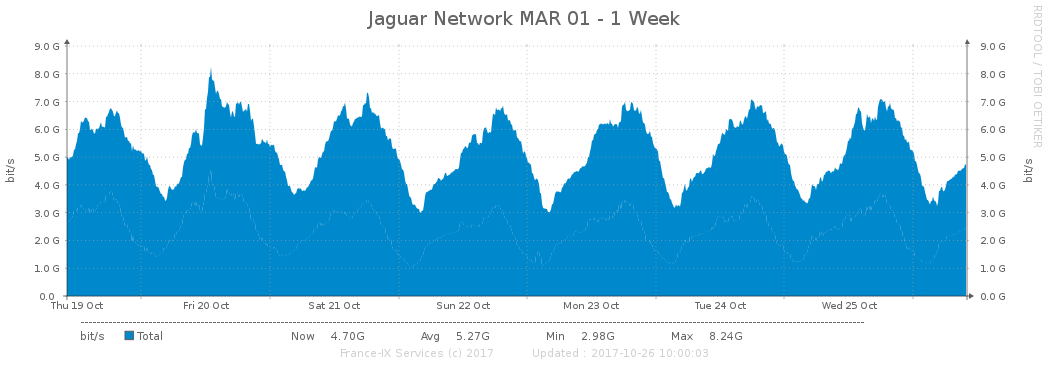 Jaguar Network MAR 01 - 1 Week
RRDTOOL / TOBI OETIKER
9.0 G 9.0 G
8.0 G 8.0 G
7.0 G 7.0 G
6.0 G 6.0 G
5.0 G 5.0 G
4.0 G 4.0 G
3.0 G 3.0 G
2.0 G 2.0 G
1.0 G 1.0 G
0.0 0.0 G
bit/s
bit/s
Thu 19 Oct Fri 20 Oct Sat 21 Oct Sun 22 Oct Mon 23 Oct Tue 24 Oct Wed 25 Oct
bit/s Total Now 4.70G Avg 5.27G Min 2.98G Max 8.24G
France-IX Services (c) 2017 Updated : 2017-10-26 10:00:03